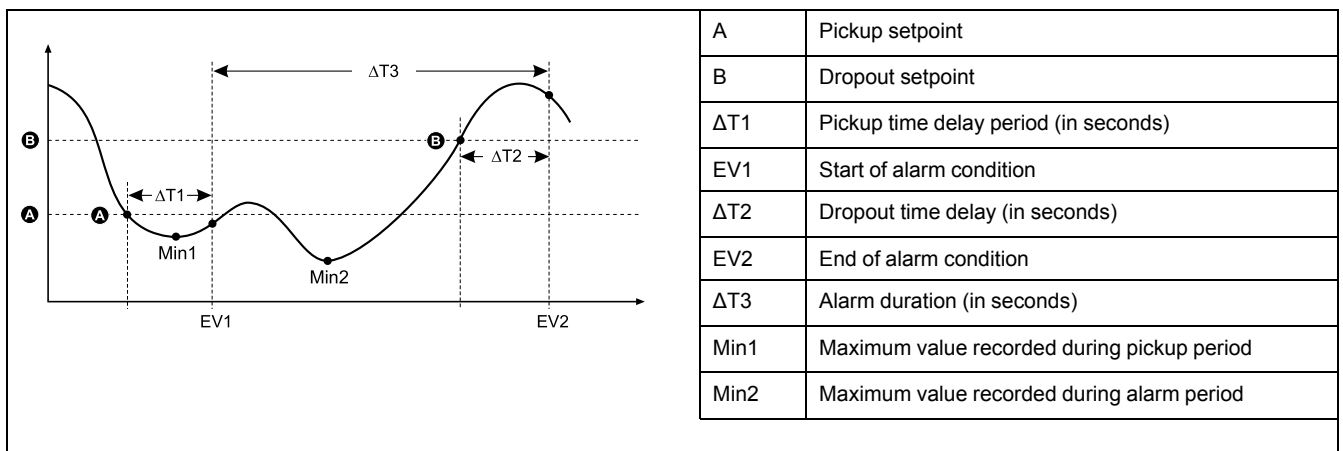 ΔT3
B
B
ΔT2
ΔT1
A
A
Min1
Min2
EV1
EV2
A Pickup setpoint
B Dropout setpoint
ΔT1 Pickup time delay period (in seconds)
EV1 Start of alarm condition
ΔT2 Dropout time delay (in seconds)
EV2 End of alarm condition
ΔT3 Alarm duration (in seconds)
Min1 Maximum value recorded during pickup period
Min2 Maximum value recorded during alarm period